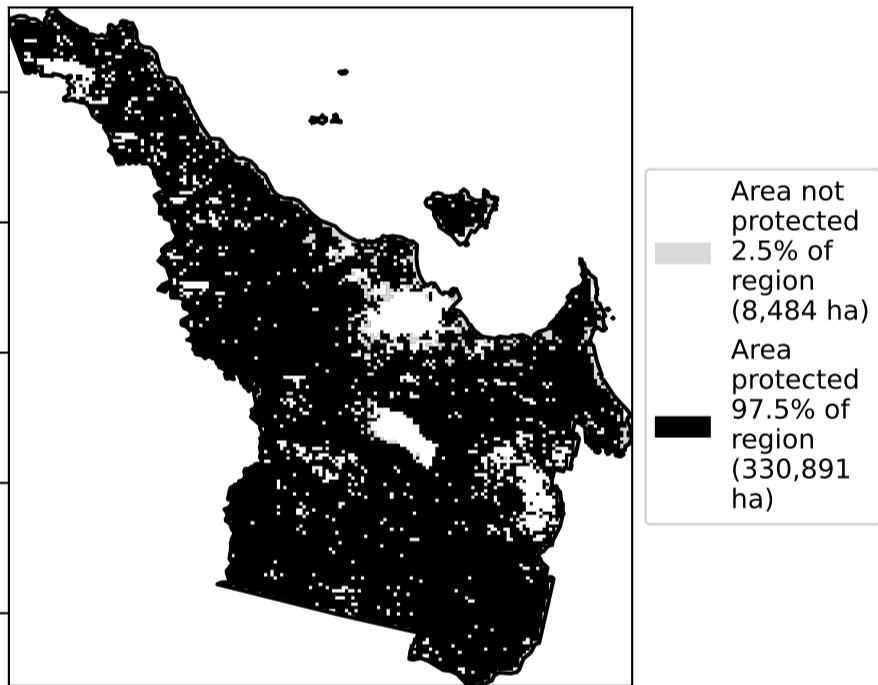 Area not
protected
2.5% of
region
(8,484 ha)
Area
protected
97.5% of
region
(330,891
ha)